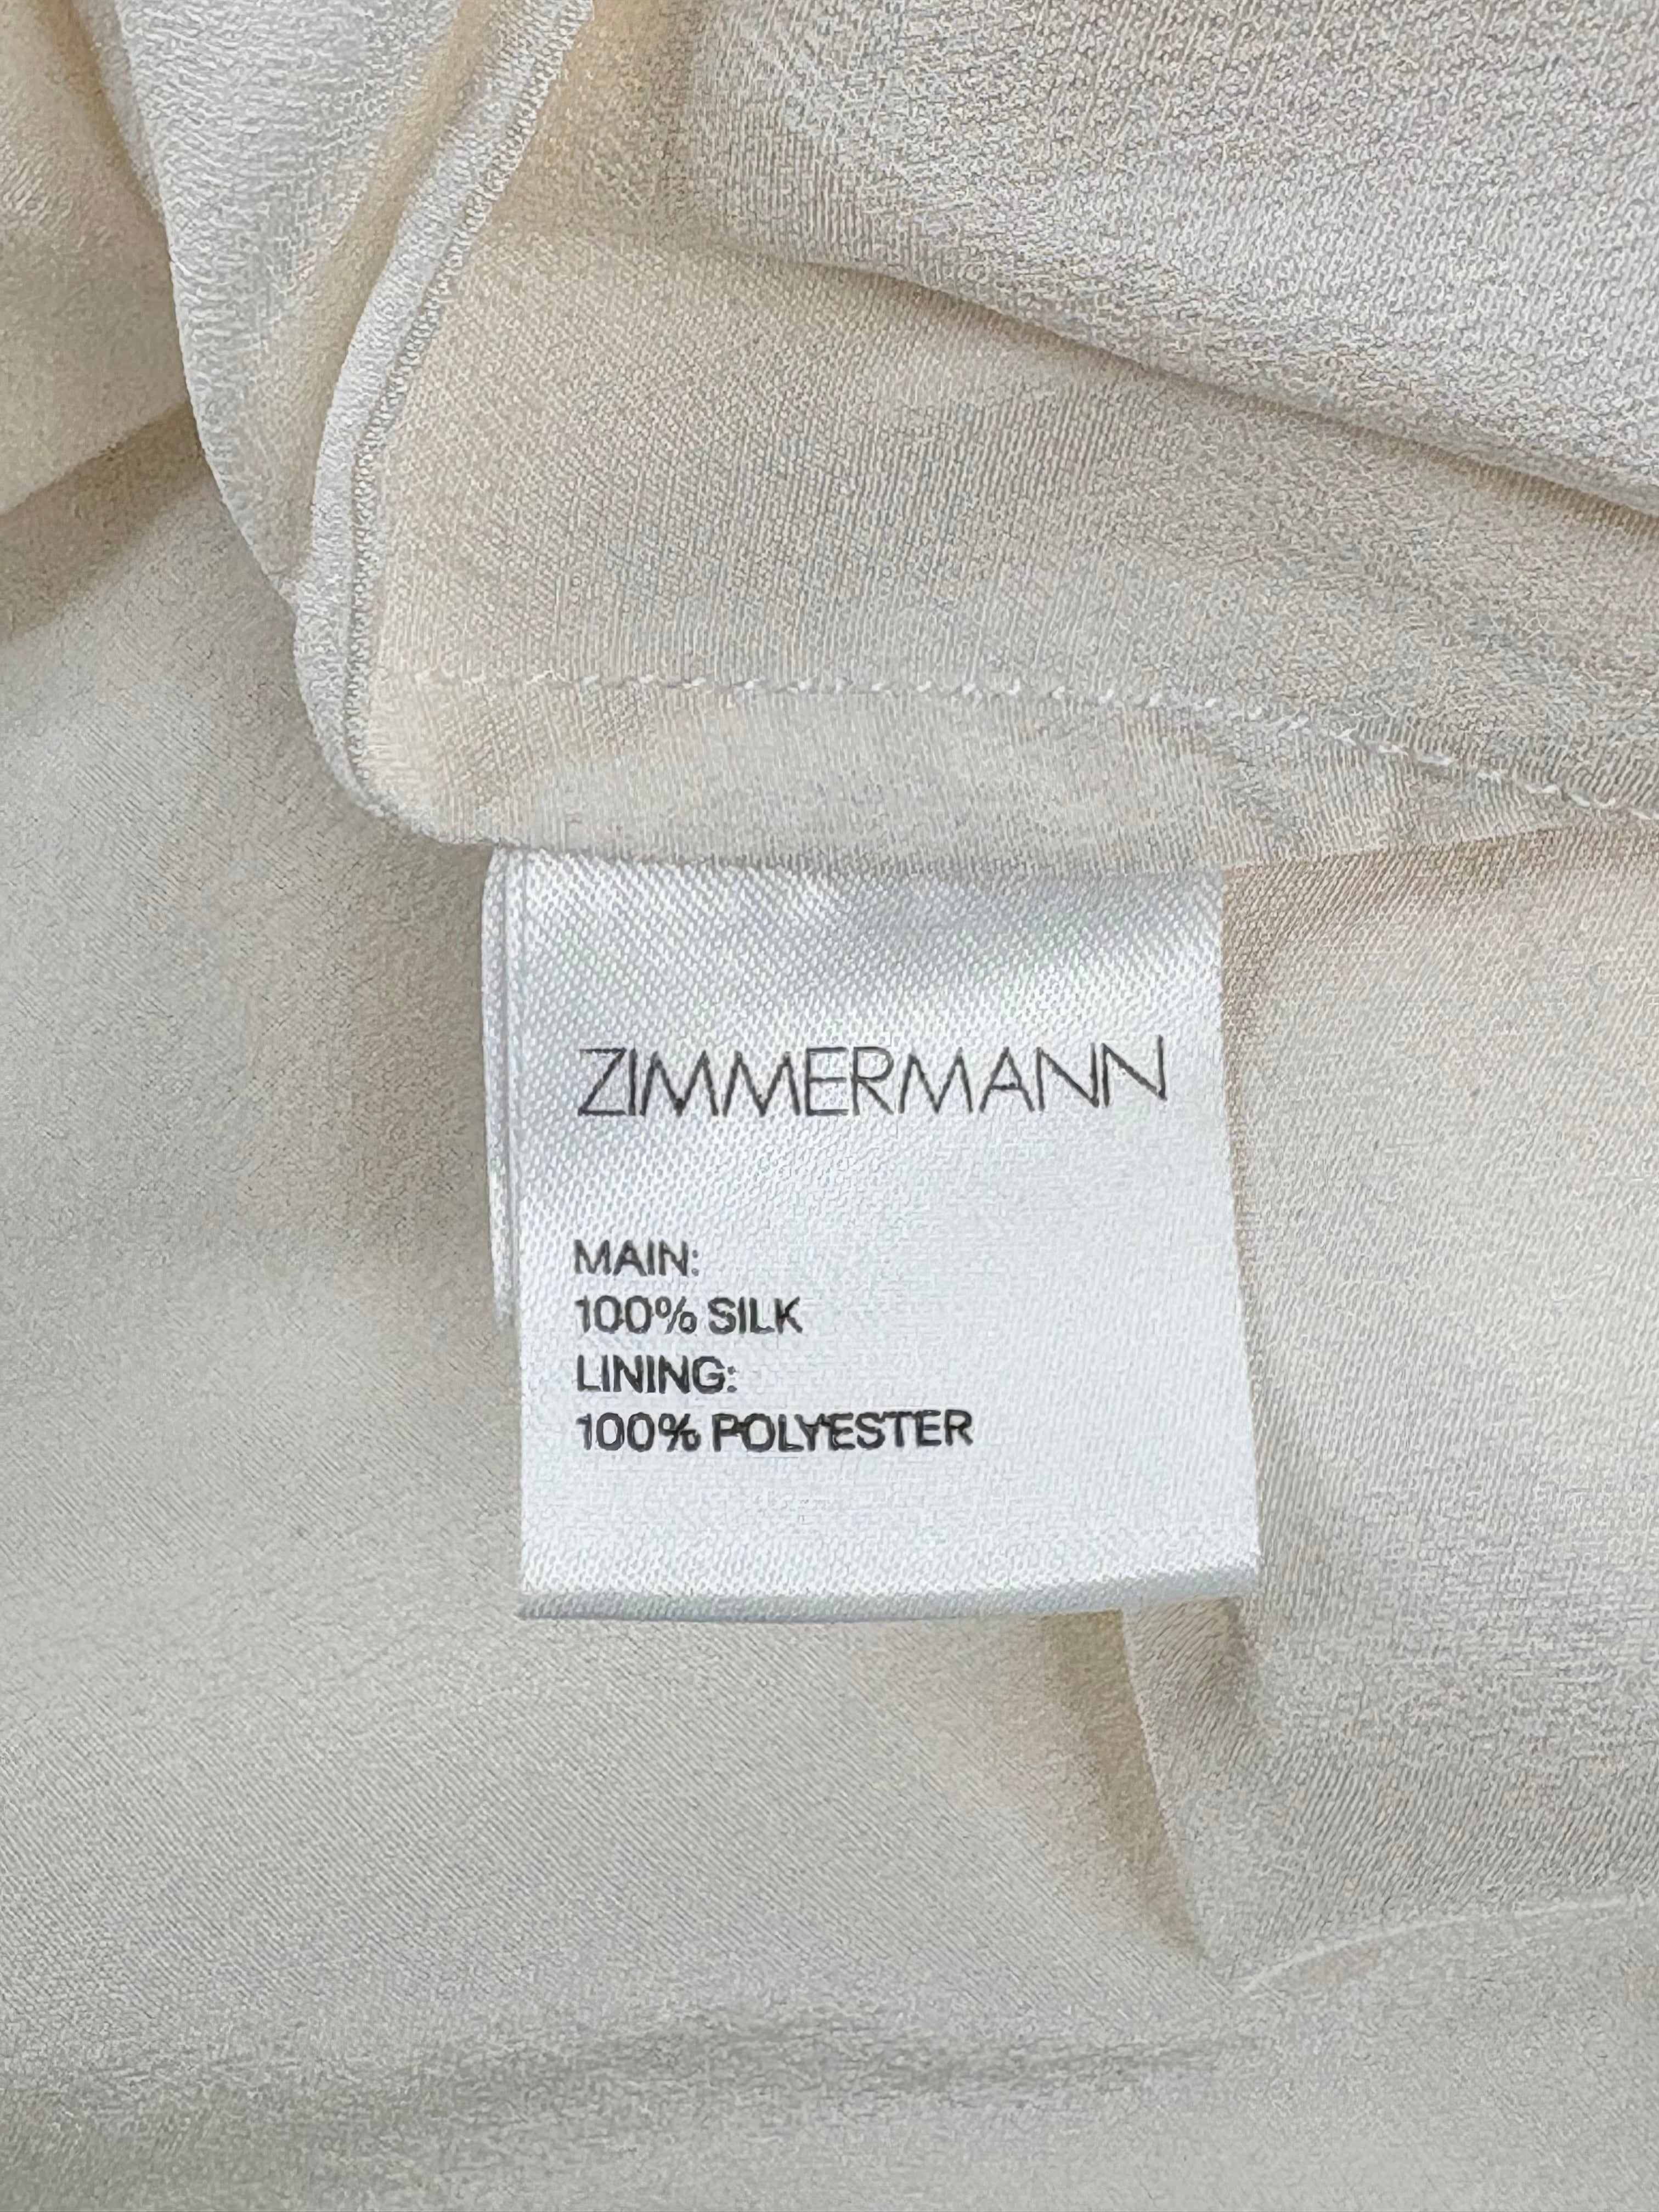 ZIMMERMANN
MAIN:
100% SILK
LINING:
100% POLYESTER